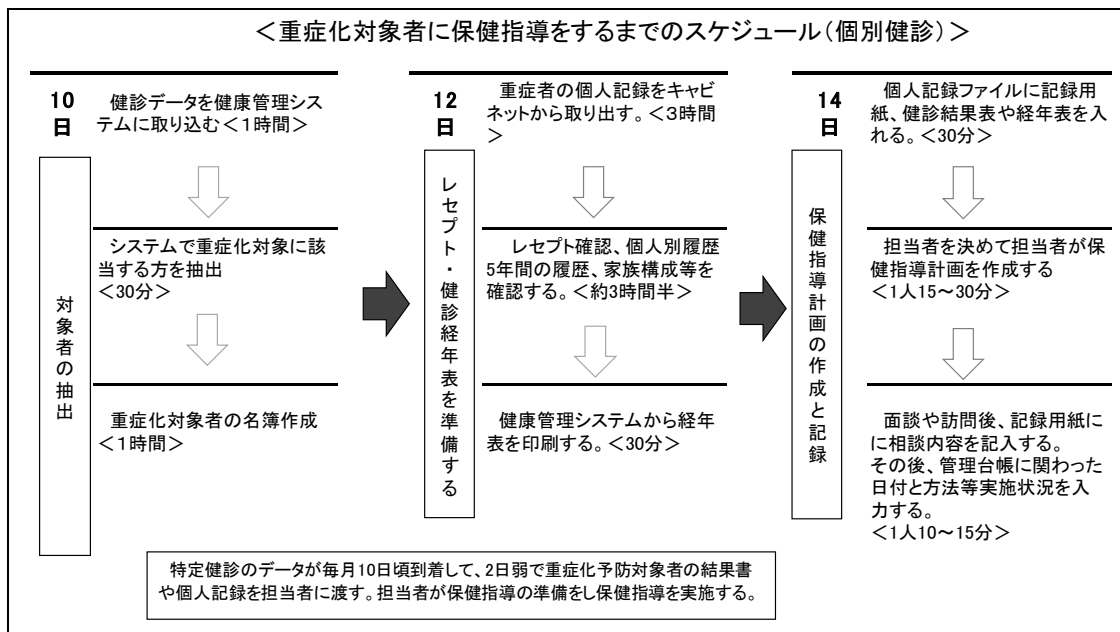 ＜重症化対象者に保健指導をするまでのスケジュール（個別健診）＞
10
日
健診データを健康管理シス
テムに取り込む＜１時間＞
対象者の抽出
システムで重症化対象に該
当する方を抽出
＜30分＞
重症化対象者の名簿作成
＜１時間＞
12
日
重症者の個人記録をキャビ
ネットから取り出す。＜３時間
＞
レセプト・健診経年表を準備する
レセプト確認、個人別履歴
5年間の履歴、家族構成等を
確認する。＜約3時間半＞
健康管理システムから経年
表を印刷する。＜30分＞
14
日
個人記録ファイルに記録用
紙、健診結果表や経年表を入
れる。＜30分＞
保健指導計画の作成と記録
担当者を決めて担当者が保
健指導計画を作成する
＜1人15～30分＞
面談や訪問後、記録用紙に
に相談内容を記入する。
その後、管理台帳に関わった
日付と方法等実施状況を入
力する。
＜1人10～15分＞
特定健診のデータが毎月10日頃到着して、2日弱で重症化予防対象者の結果書
や個人記録を担当者に渡す。担当者が保健指導の準備をし保健指導を実施する。